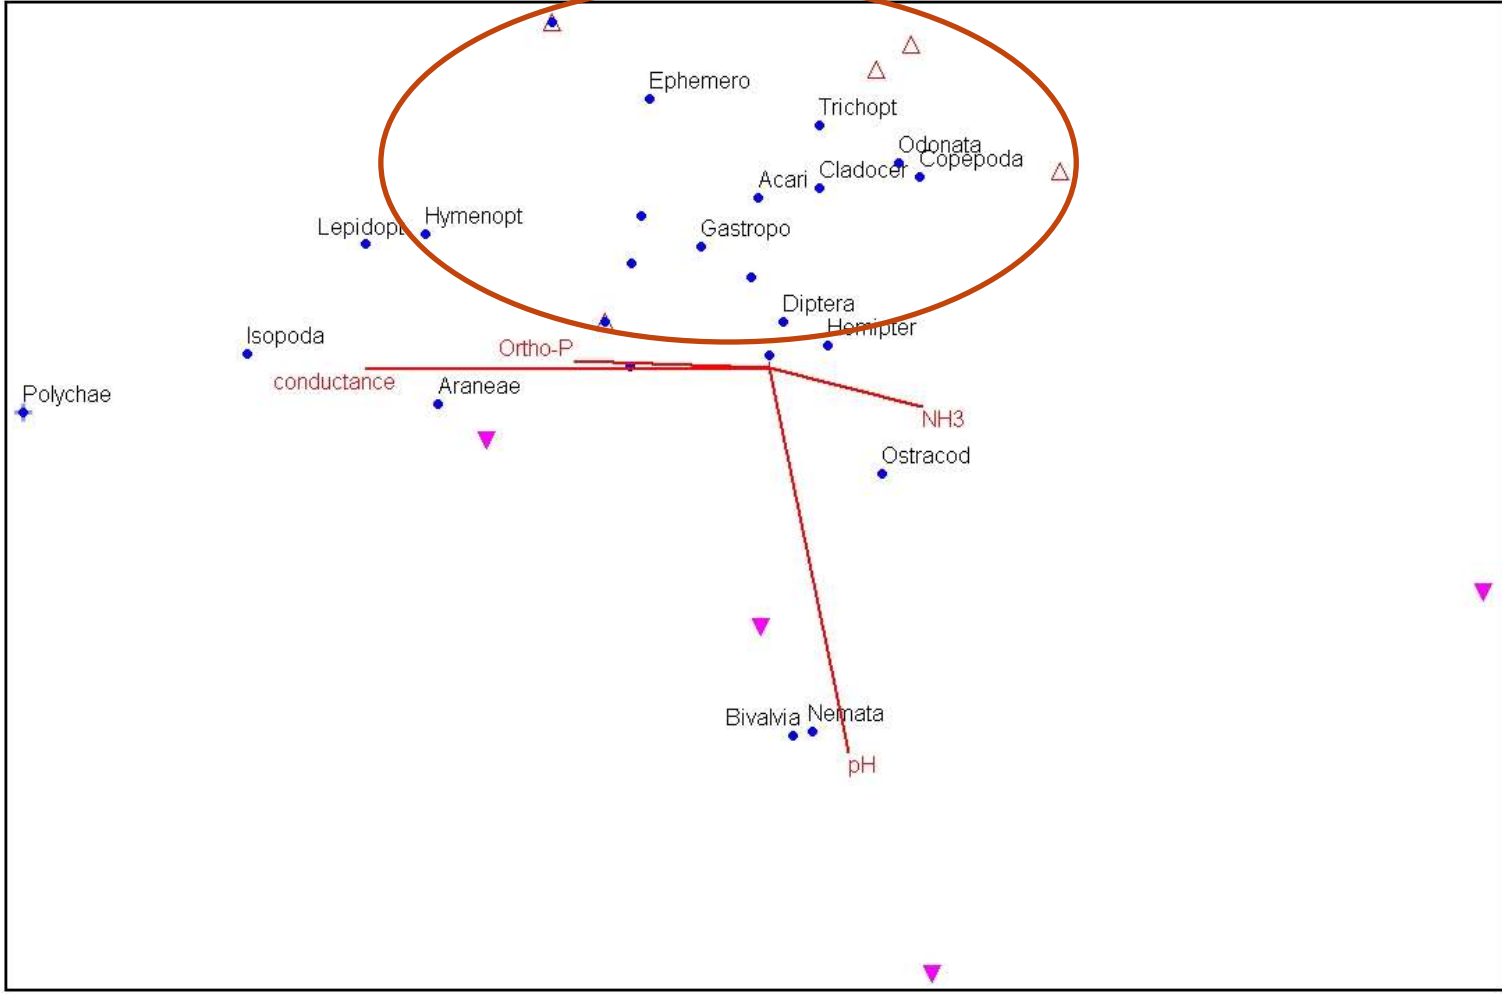 Ephemero
Trichopt
Odonata
Copepoda
Cladocer
Acari
Hymenopt
Lepidopt
Gastropo
Diptera
Hemipter
Isopoda
Ortho-P
conductance
Araneae
Polychae
NH3
Ostracod
Bivalvia
Nemata
pH